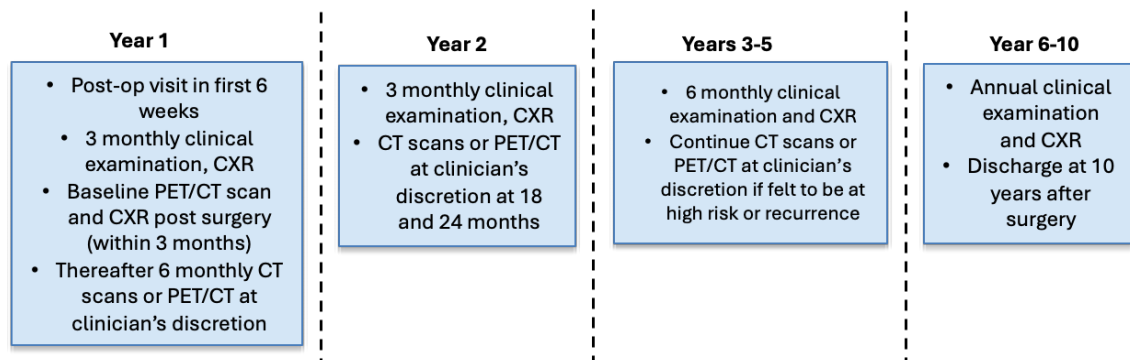 Year 1
• Post-op visit in first 6
weeks
• 3 monthly clinical
examination, CXR
• Baseline PET/CT scan
and CXR post surgery
(within 3 months)
• Thereafter 6 monthly CT
scans or PET/CT at
clinician’s discretion
Year 2
• 3 monthly clinical
examination, CXR
• CT scans or PET/CT
at clinician’s
discretion at 18
and 24 months
Years 3-5
• 6 monthly clinical
examination and CXR
• Continue CT scans or
PET/CT at clinician’s
discretion if felt to be at
high risk or recurrence
Year 6-10
• Annual clinical
examination
and CXR
• Discharge at 10
years after
surgery